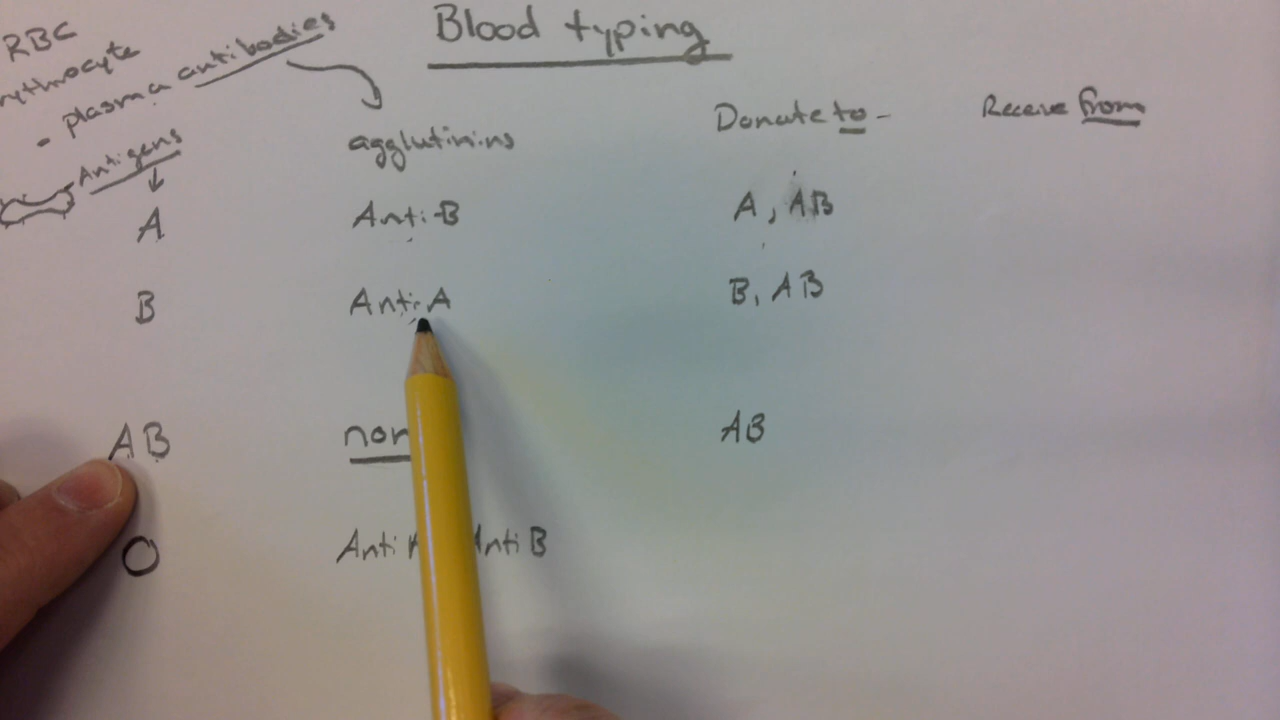 Blood typing
RBC
rythrocyte
- plasma antibodies
Antigens
agglutinins
Donate to -
Receive from
A Anti-B A, AB
B Anti-A B, AB
AB AB
O Anti Anti B